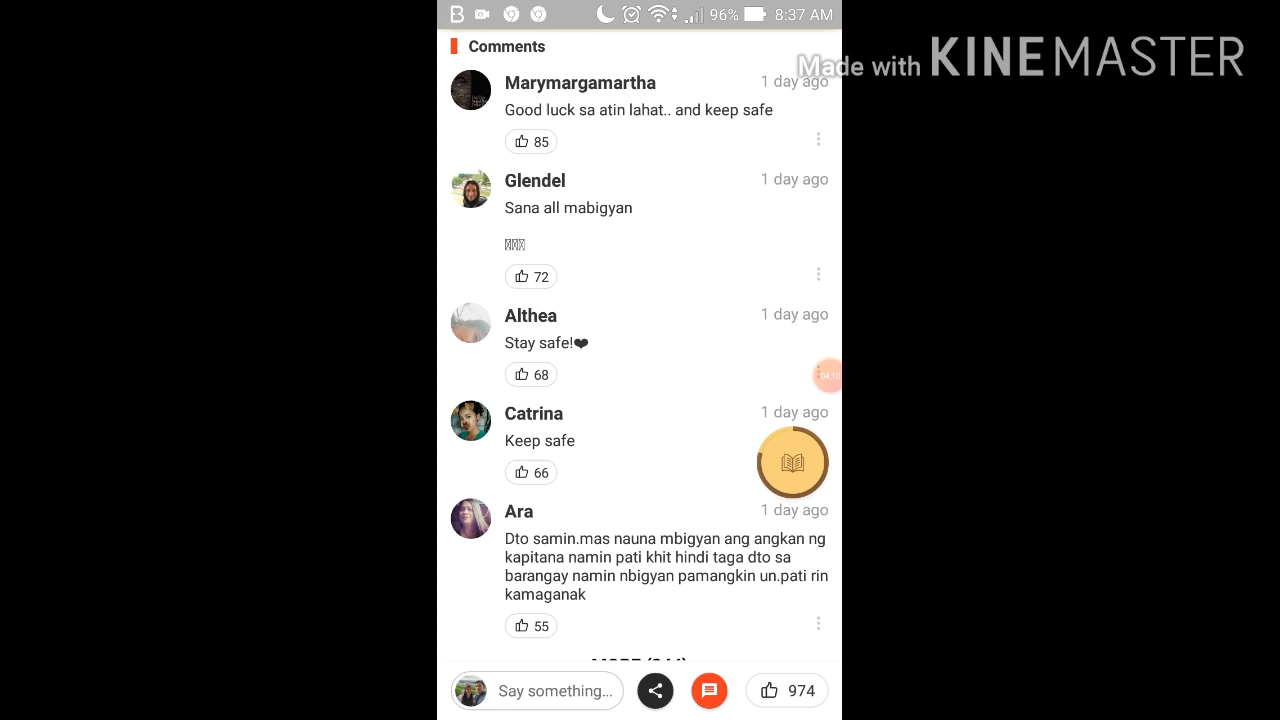 B 96% 8:37 AM
Made with KINEMASTER
Comments
Marymargamartha 1 day ago
Good luck sa atin lahat.. and keep safe
85
Glendel 1 day ago
Sana all mabigyan
72
Althea 1 day ago
Stay safe!❤
68
04:10
Catrina 1 day ago
Keep safe
66
Ara 1 day ago
Dto samin.mas nauna mbigyan ang angkan ng
kapitana namin pati khit hindi taga dto sa
barangay namin nbigyan pamangkin un.pati rin
kamaganak
55
Say something... 974